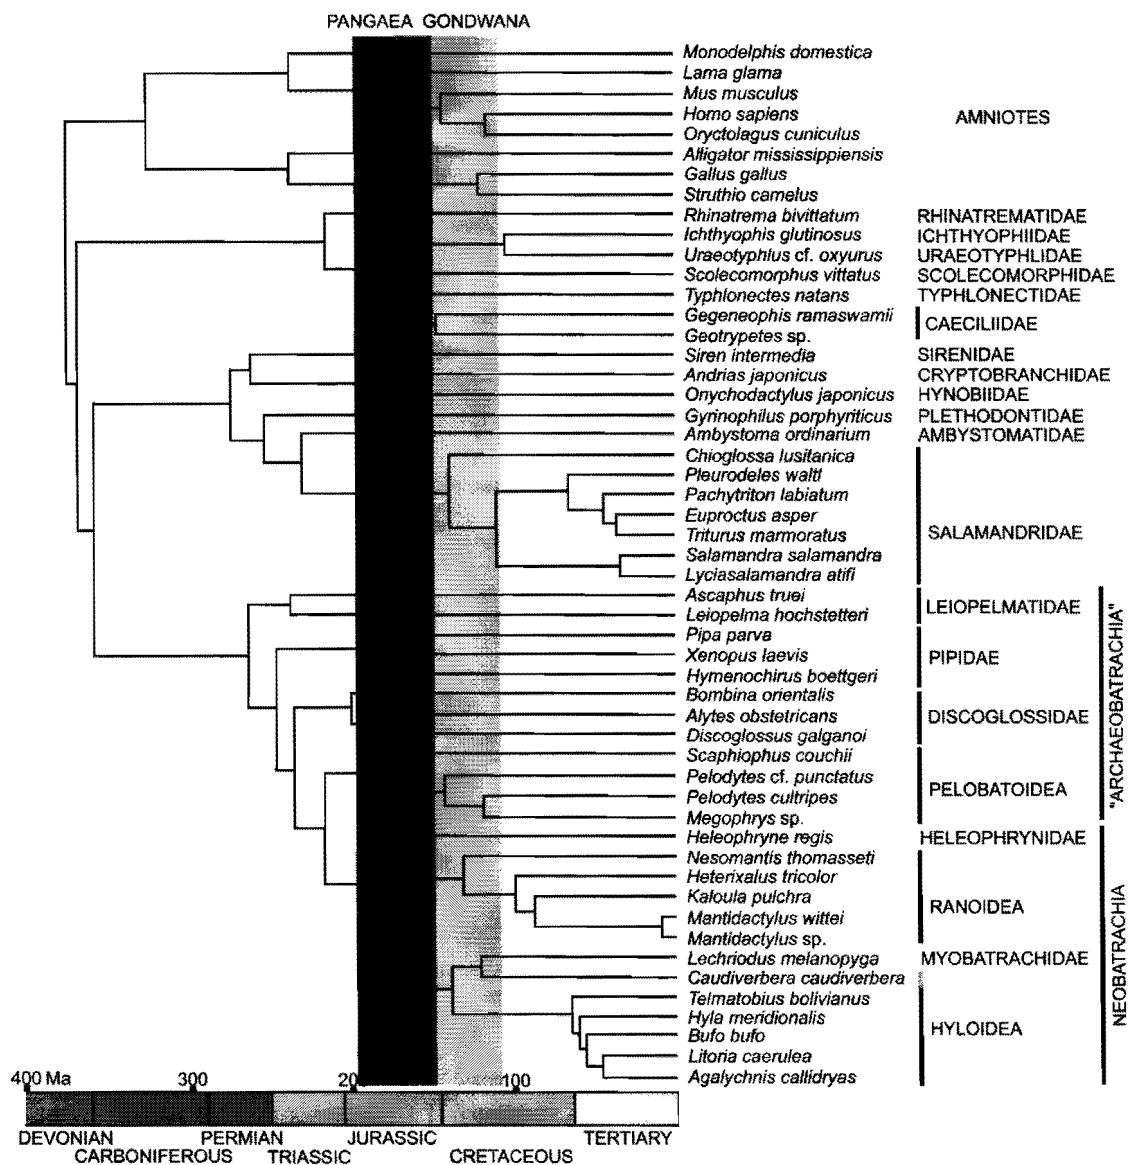 PANGAEA GONDWANA
Monodelphis domestica
Lama glama
Mus musculus
Homo sapiens
AMNIOTES
Oryctolagus cuniculus
Alligator mississippiensis
Gallus gallus
Struthio camelus
Rhinatrema bivittatum RHINATREMATIDAE
Ichthyophis glutinosus ICHTHYOPHIIDAE
Uraeotyphlus cf. oxyurus URAEOTYPHLIDAE
Scolecomorphus vittatus SCOLECOMORPHIDAE
Typhlonectes natans TYPHLONECTIDAE
Gegeneophis ramaswamii
CAECILIIDAE
Geotrypetes sp.
Siren intermedia SIRENIDAE
Andrias japonicus CRYPTOBRANCHIDAE
Onychodactylus japonicus HYNOBIIDAE
Gyrinophilus porphyriticus PLETHODONTIDAE
Ambystoma ordinarium AMBYSTOMATIDAE
Chioglossa lusitanica
Pleurodeles waltl
Pachytriton labiatum
Euproctus asper
Triturus marmoratus SALAMANDRIDAE
Salamandra salamandra
Lyciasalamandra atifi
Ascaphus truei
LEIOPELMATIDAE
Leiopelma hochstetteri
Pipa parva
Xenopus laevis PIPIDAE
Hymenochirus boettgeri
Bombina orientalis
Alytes obstetricans DISCOGLOSSIDAE
Discoglossus galganoi
Scaphiophus couchii
Pelodytes cf. punctatus
PELOBATOIDEA
Pelodytes cultripes
Megophrys sp.
"ARCHAEOBATRACHIA"
Heleophryne regis HELEOPHRYNIDAE
Nesomantis thomasseti
Heterixalus tricolor
Kaloula pulchra
RANOIDEA
Mantidactylus wittei
Mantidactylus sp.
Lechriodus melanopyga MYOBATRACHIDAE
Caudiverbera caudiverbera
Telmatobius bolivianus
Hyla meridionalis
HYLOIDEA
Bufo bufo
Litoria caerulea
Agalychnis callidryas
NEOBATRACHIA
400 Ma 300 20 100
DEVONIAN PERMIAN JURASSIC TERTIARY
CARBONIFEROUS TRIASSIC CRETACEOUS